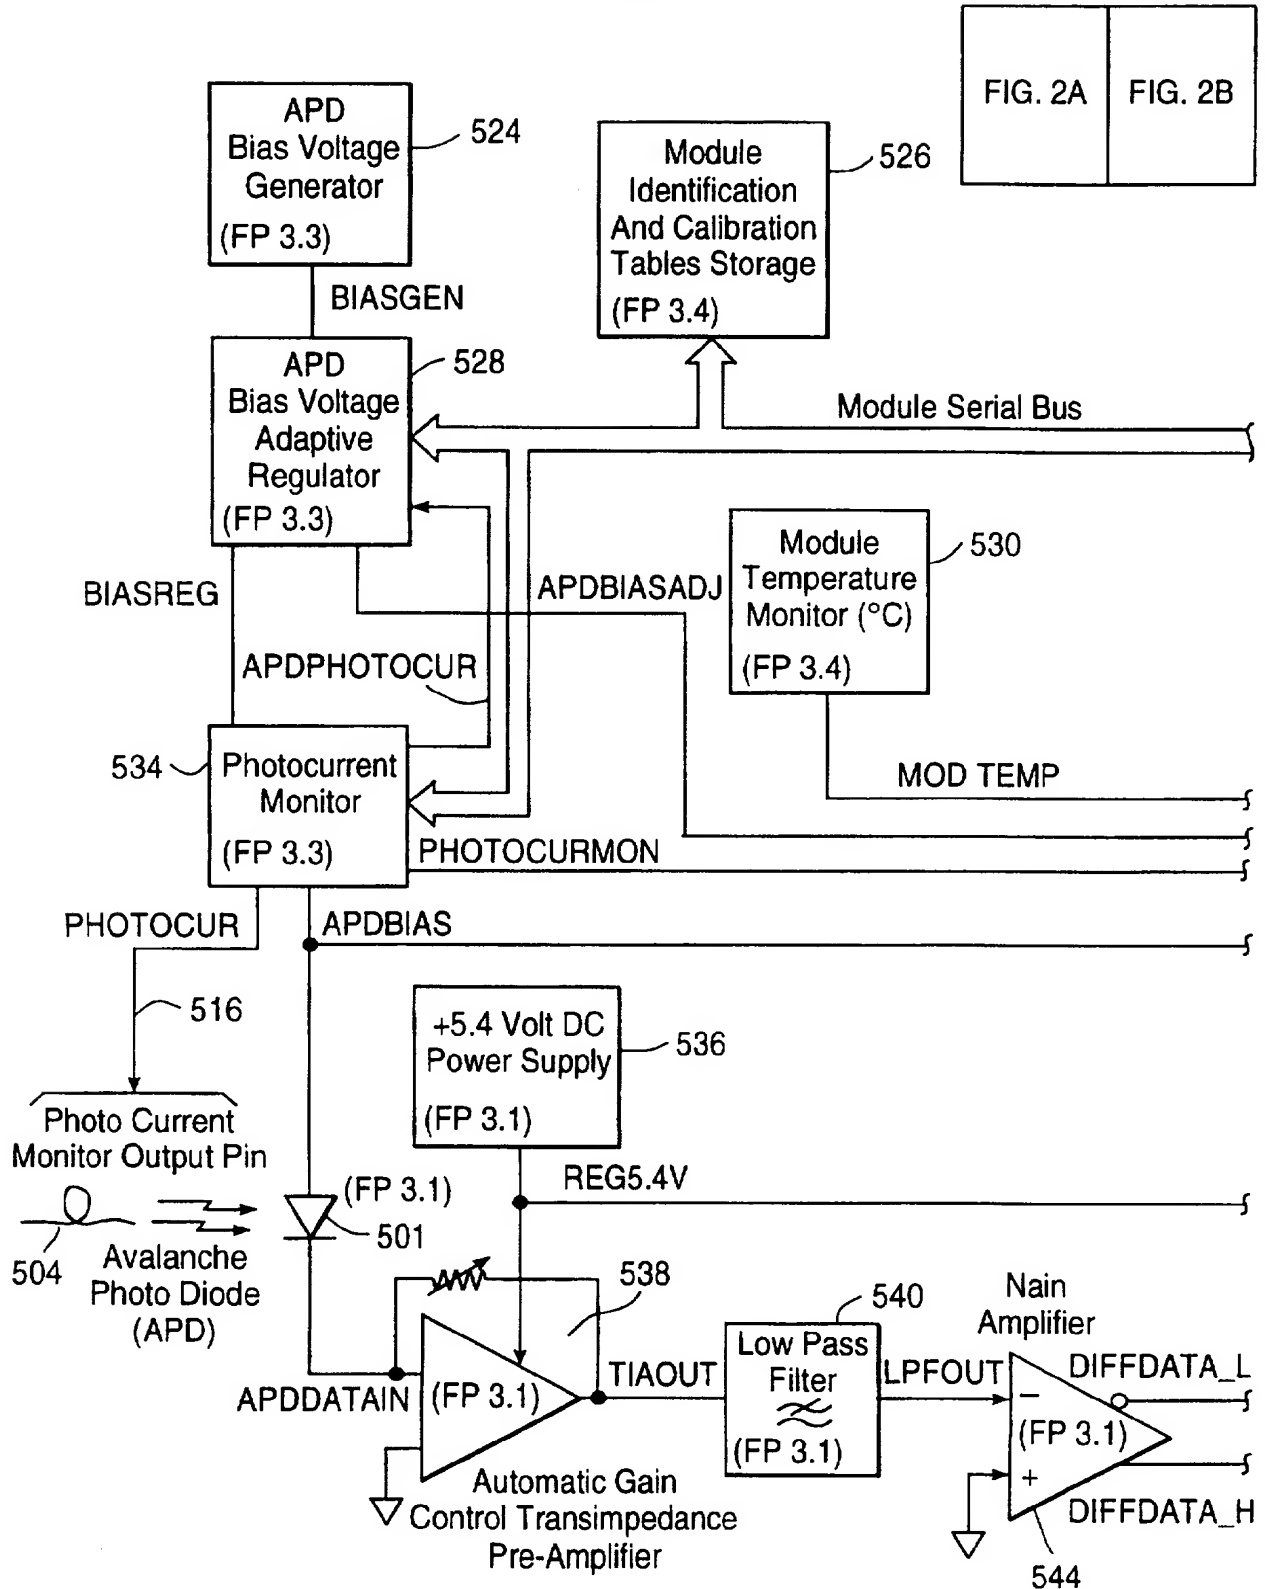 FIG. 2A
FIG. 2B
APD
Bias Voltage
Generator
(FP 3.3)
524
Module
Identification
And Calibration
Tables Storage
(FP 3.4)
526
BIASGEN
APD
Bias Voltage
Adaptive
Regulator
(FP 3.3)
528
Module Serial Bus
BIASREG
APDBIASADJ
Module
Temperature
Monitor (°C)
(FP 3.4)
530
APDPHOTOCUR
534
Photocurrent
Monitor
(FP 3.3)
MOD TEMP
PHOTOCURMON
PHOTOCUR
APDBIAS
516
+5.4 Volt DC
Power Supply
(FP 3.1)
536
Photo Current
Monitor Output Pin
REG5.4V
(FP 3.1)
501
504
Avalanche
Photo Diode
(APD)
538
540
Nain
Amplifier
Low Pass
Filter
(FP 3.1)
APDDATAIN
(FP 3.1)
TIAOUT
LPFOUT
DIFFDATA_L
−
(FP 3.1)
+
DIFFDATA_H
544
Automatic Gain
Control Transimpedance
Pre-Amplifier